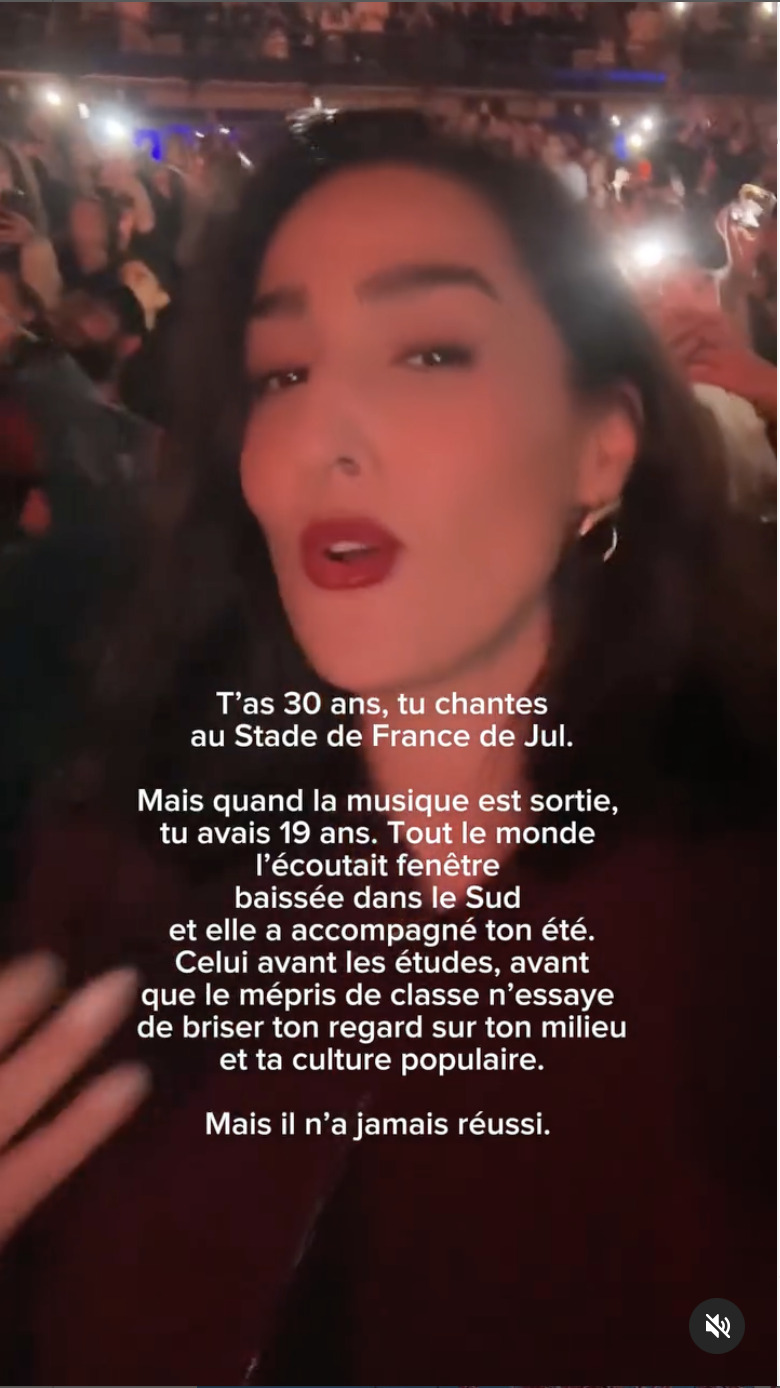 T’as 30 ans, tu chantes
au Stade de France de Jul.
Mais quand la musique est sortie,
tu avais 19 ans. Tout le monde
l’écoutait fenêtre
baissée dans le Sud
et elle a accompagné ton été.
Celui avant les études, avant
que le mépris de classe n’essaye
de briser ton regard sur ton milieu
et ta culture populaire.
Mais il n’a jamais réussi.